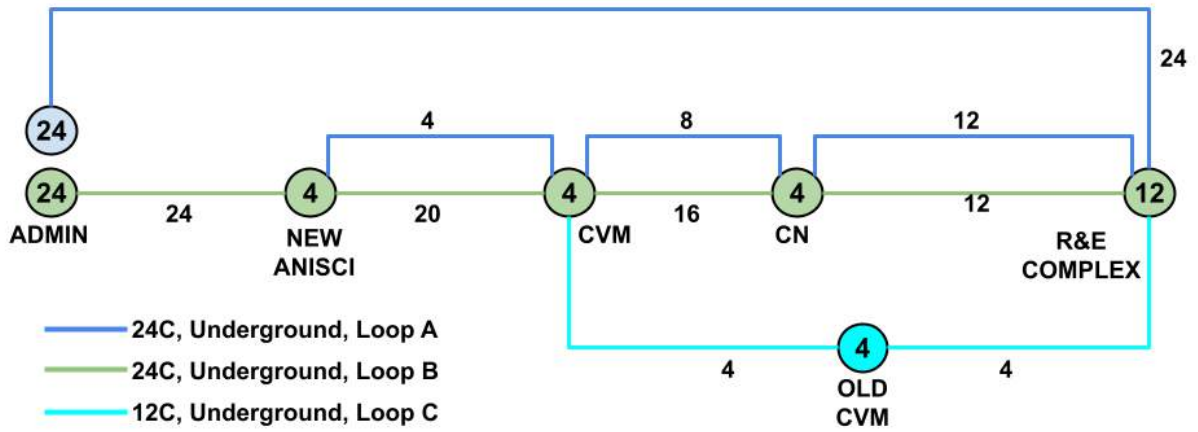 24
24
4
8
12
24
4
4
4
12
24
20
16
12
ADMIN
NEW
ANISCI
CVM
CN
R&E
COMPLEX
24C, Underground, Loop A
24C, Underground, Loop B
12C, Underground, Loop C
4
4
4
OLD
CVM